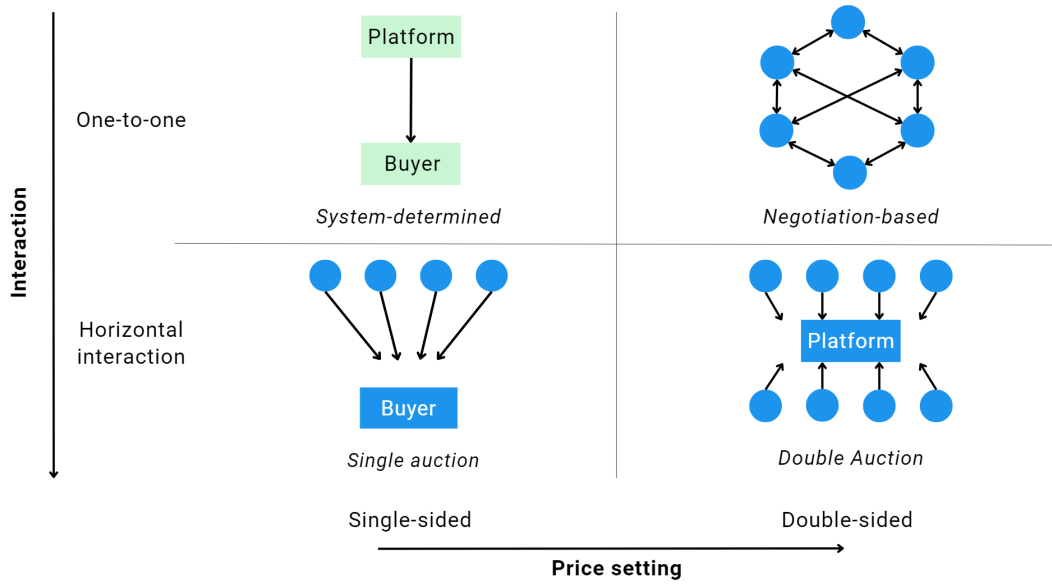 Platform
One-to-one
Buyer
System-determined
Negotiation-based
Interaction
Horizontal
interaction
Platform
Buyer
Single auction
Double Auction
Single-sided
Double-sided
Price setting